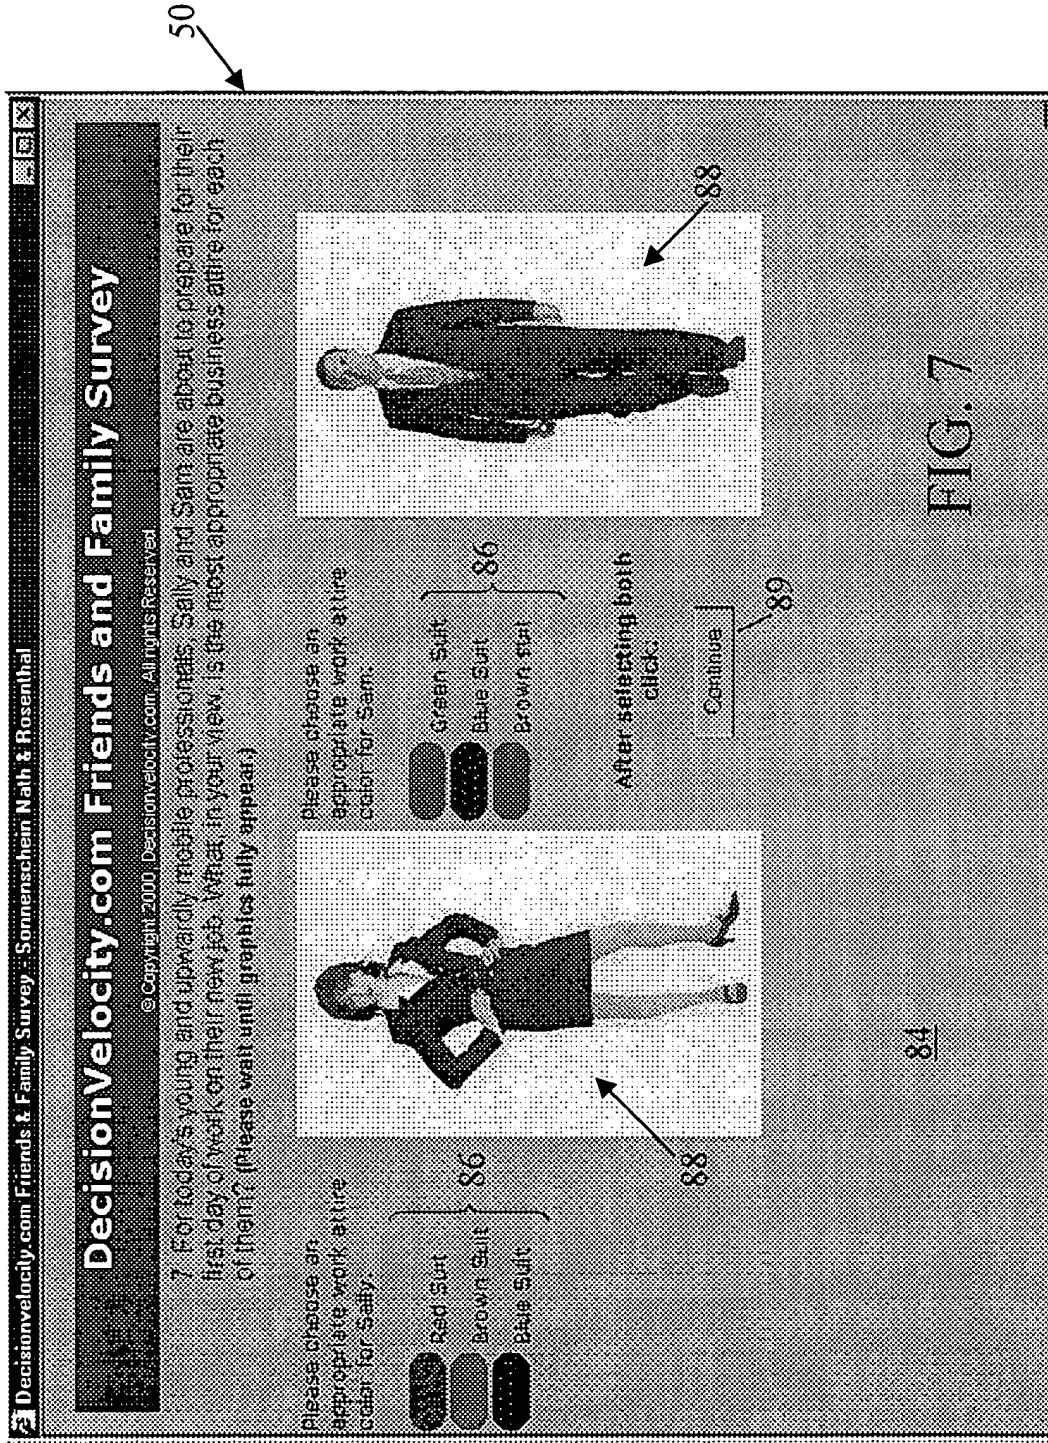 50
Decisionvelocity.com Friends & Family Survey - Sonnenschein Nath & Rosenthal
DecisionVelocity.com Friends and Family Survey
© Copyright 2000, Decisionvelocity.com. All rights Reserved
7. For today's young and upwardly mobile professionals, Sally and Sam are about to prepare for their
first day of work on their new job. What, in your view, is the most appropriate business attire for each
of them? (Please wait until graphics fully appear.)
Please choose an
appropriate work attire
color for Sally.
Red Suit
Brown Suit
Blue Suit
86
88
Please choose an
appropriate work attire
color for Sam.
Green Suit
Blue Suit
Brown suit
86
After selecting both
click:
Continue
89
88
84
FIG. 7